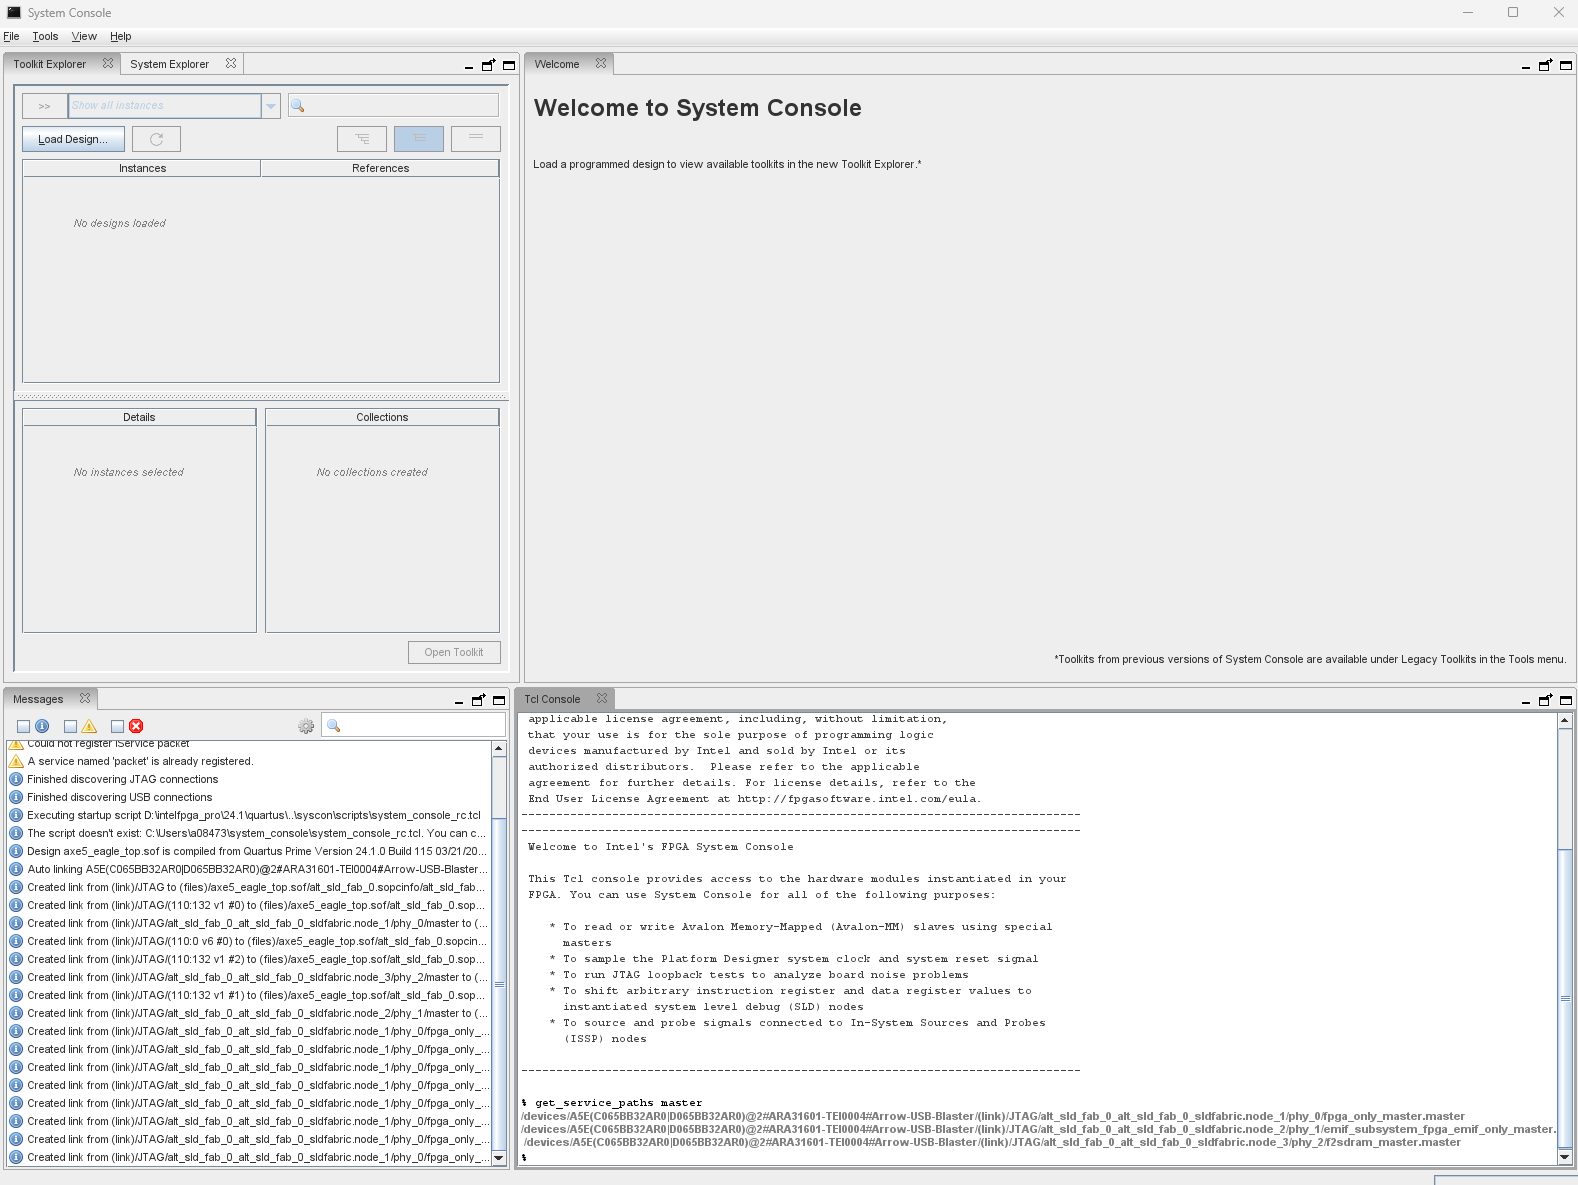 System Console
File Tools View Help
Toolkit Explorer System Explorer
>> Show all instances
Load Design...
Instances References
No designs loaded
Details Collections
No instances selected No collections created
Open Toolkit
Welcome
Welcome to System Console
Load a programmed design to view available toolkits in the new Toolkit Explorer.*
*Toolkits from previous versions of System Console are available under Legacy Toolkits in the Tools menu.
Messages
Could not register IService packet
A service named 'packet' is already registered.
Finished discovering JTAG connections
Finished discovering USB connections
Executing startup script D:\intelfpga_pro\24.1\quartus\..\syscon\scripts\system_console_rc.tcl
The script doesn't exist: C:\Users\a08473\system_console\system_console_rc.tcl. You can c...
Design axe5_eagle_top.sof is compiled from Quartus Prime Version 24.1.0 Build 115 03/21/20...
Auto linking A5E(C065BB32AR0|D065BB32AR0)@2#ARA31601-TEI0004#Arrow-USB-Blaster...
Created link from (link)/JTAG to (files)/axe5_eagle_top.sof/alt_sld_fab_0.sopcinfo/alt_sld_fab...
Created link from (link)/JTAG/(110:132 v1 #0) to (files)/axe5_eagle_top.sof/alt_sld_fab_0.sop...
Created link from (link)/JTAG/alt_sld_fab_0_alt_sld_fab_0_sldfabric.node_1/phy_0/master to (...
Created link from (link)/JTAG/(110:0 v6 #0) to (files)/axe5_eagle_top.sof/alt_sld_fab_0.sopcin...
Created link from (link)/JTAG/(110:132 v1 #2) to (files)/axe5_eagle_top.sof/alt_sld_fab_0.sop...
Created link from (link)/JTAG/alt_sld_fab_0_alt_sld_fab_0_sldfabric.node_3/phy_2/master to (...
Created link from (link)/JTAG/(110:132 v1 #1) to (files)/axe5_eagle_top.sof/alt_sld_fab_0.sop...
Created link from (link)/JTAG/alt_sld_fab_0_alt_sld_fab_0_sldfabric.node_2/phy_1/master to (...
Created link from (link)/JTAG/alt_sld_fab_0_alt_sld_fab_0_sldfabric.node_1/phy_0/fpga_only_...
Created link from (link)/JTAG/alt_sld_fab_0_alt_sld_fab_0_sldfabric.node_1/phy_0/fpga_only_...
Created link from (link)/JTAG/alt_sld_fab_0_alt_sld_fab_0_sldfabric.node_1/phy_0/fpga_only_...
Created link from (link)/JTAG/alt_sld_fab_0_alt_sld_fab_0_sldfabric.node_1/phy_0/fpga_only_...
Created link from (link)/JTAG/alt_sld_fab_0_alt_sld_fab_0_sldfabric.node_1/phy_0/fpga_only_...
Created link from (link)/JTAG/alt_sld_fab_0_alt_sld_fab_0_sldfabric.node_1/phy_0/fpga_only_...
Created link from (link)/JTAG/alt_sld_fab_0_alt_sld_fab_0_sldfabric.node_1/phy_0/fpga_only_...
Created link from (link)/JTAG/alt_sld_fab_0_alt_sld_fab_0_sldfabric.node_1/phy_0/fpga_only_...
Tcl Console
applicable license agreement, including, without limitation,
that your use is for the sole purpose of programming logic
devices manufactured by Intel and sold by Intel or its
authorized distributors. Please refer to the applicable
agreement for further details. For license details, refer to the
End User License Agreement at http://fpgasoftware.intel.com/eula.
--------------------------------------------------------------------------------
--------------------------------------------------------------------------------
Welcome to Intel's FPGA System Console
This Tcl console provides access to the hardware modules instantiated in your
FPGA. You can use System Console for all of the following purposes:
* To read or write Avalon Memory-Mapped (Avalon-MM) slaves using special
masters
* To sample the Platform Designer system clock and system reset signal
* To run JTAG loopback tests to analyze board noise problems
* To shift arbitrary instruction register and data register values to
instantiated system level debug (SLD) nodes
* To source and probe signals connected to In-System Sources and Probes
(ISSP) nodes
--------------------------------------------------------------------------------
% get_service_paths master
/devices/A5E(C065BB32AR0|D065BB32AR0)@2#ARA31601-TEI0004#Arrow-USB-Blaster/(link)/JTAG/alt_sld_fab_0_alt_sld_fab_0_sldfabric.node_1/phy_0/fpga_only_master.master
/devices/A5E(C065BB32AR0|D065BB32AR0)@2#ARA31601-TEI0004#Arrow-USB-Blaster/(link)/JTAG/alt_sld_fab_0_alt_sld_fab_0_sldfabric.node_2/phy_1/emif_subsystem_fpga_emif_only_master.
/devices/A5E(C065BB32AR0|D065BB32AR0)@2#ARA31601-TEI0004#Arrow-USB-Blaster/(link)/JTAG/alt_sld_fab_0_alt_sld_fab_0_sldfabric.node_3/phy_2/f2sdram_master.master
%